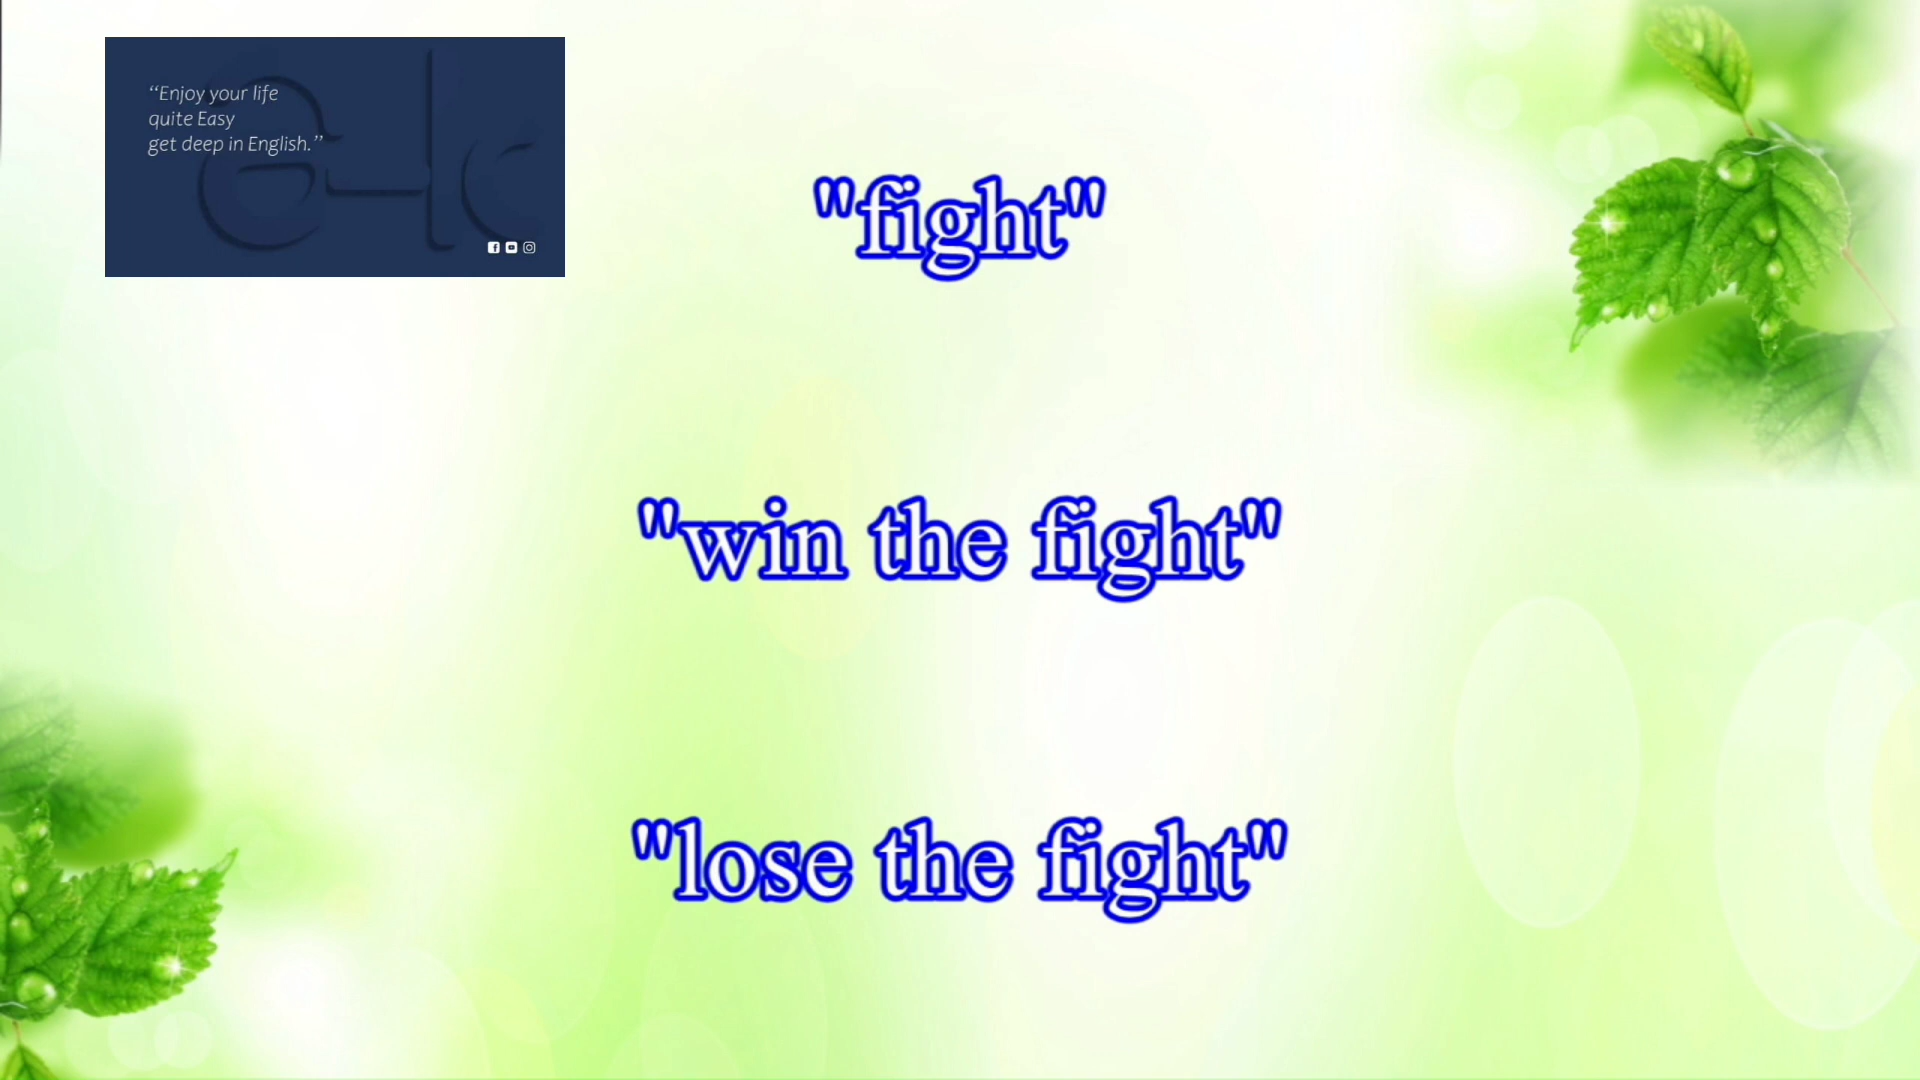 “Enjoy your life
quite Easy
get deep in English.”
"fight"
"win the fight"
"lose the fight"